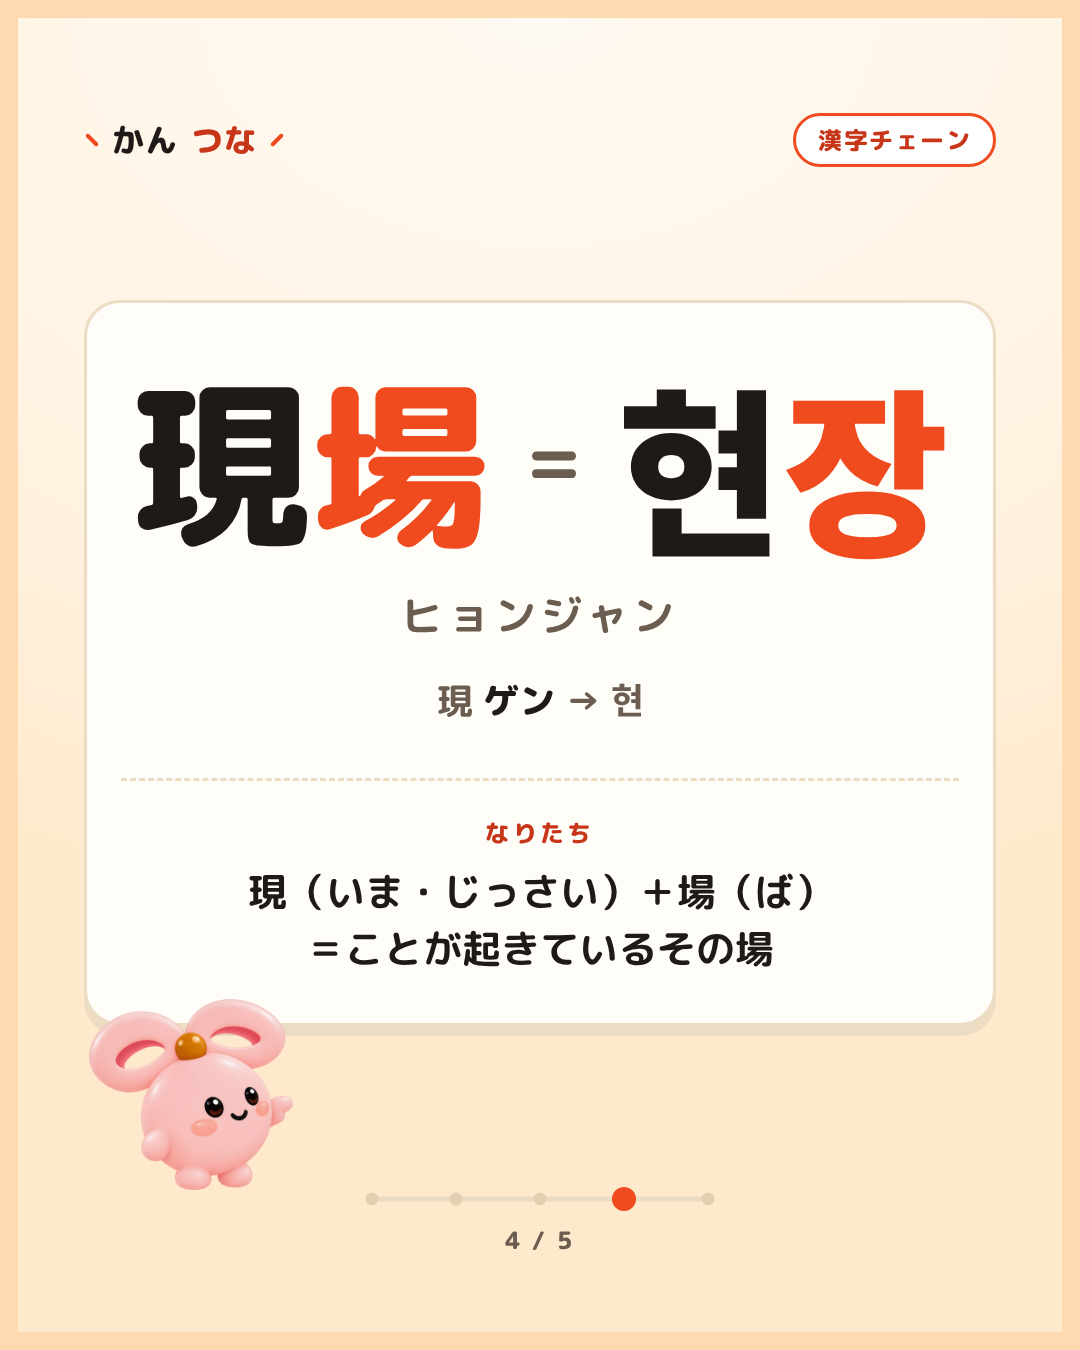 かん つな
漢字チェーン
現場 = 현장
ヒョンジャン
現 ゲン → 현
なりたち
現（いま・じっさい）＋場（ば）
＝ことが起きているその場
4 / 5